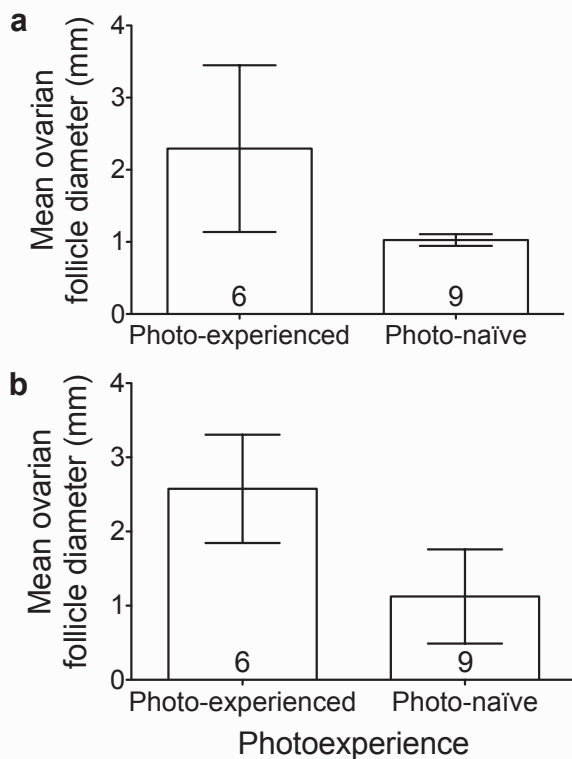 a
Mean ovarian
follicle diameter (mm)
4
3
2
1
0
6
9
Photo-experienced
Photo-naïve
b
Mean ovarian
follicle diameter (mm)
4
3
2
1
0
6
9
Photo-experienced
Photo-naïve
Photoexperience